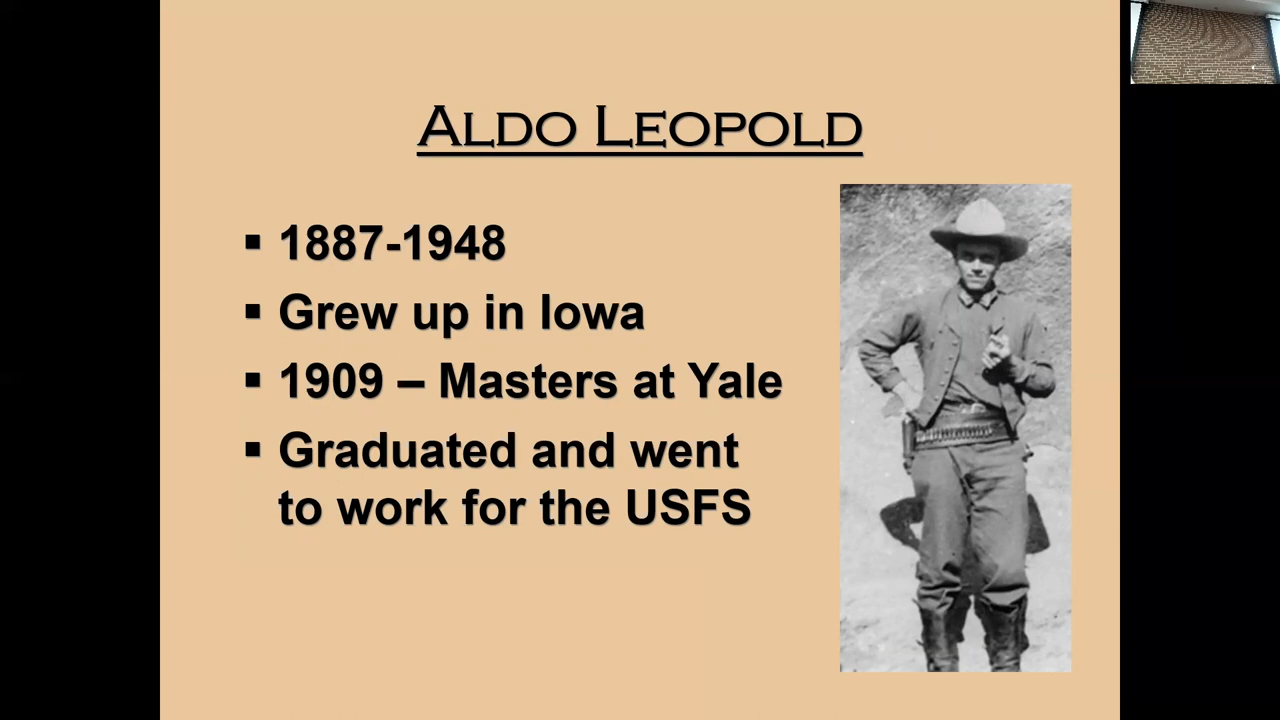 ALDO LEOPOLD
▪ 1887-1948
▪ Grew up in Iowa
▪ 1909 – Masters at Yale
▪ Graduated and went
to work for the USFS